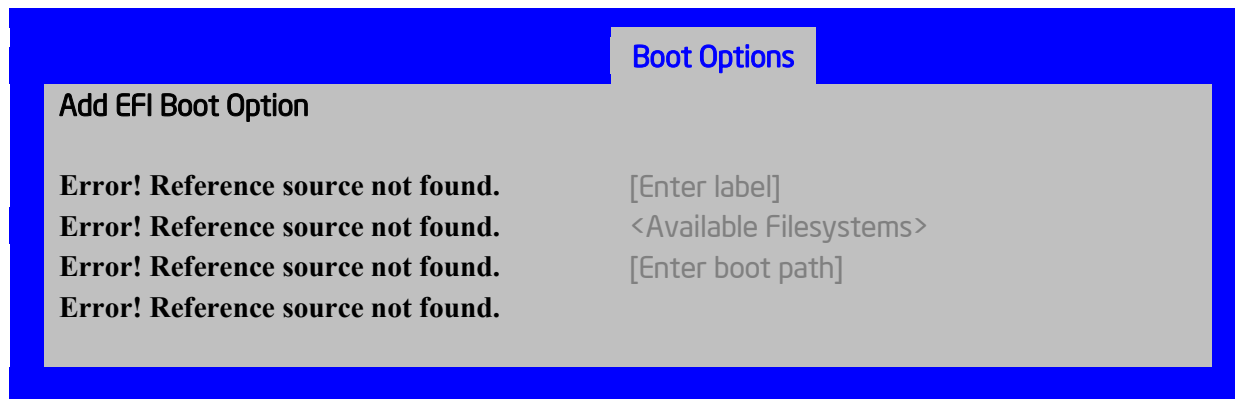 Boot Options
Add EFI Boot Option
Error! Reference source not found. [Enter label]
Error! Reference source not found. <Available Filesystems>
Error! Reference source not found. [Enter boot path]
Error! Reference source not found.